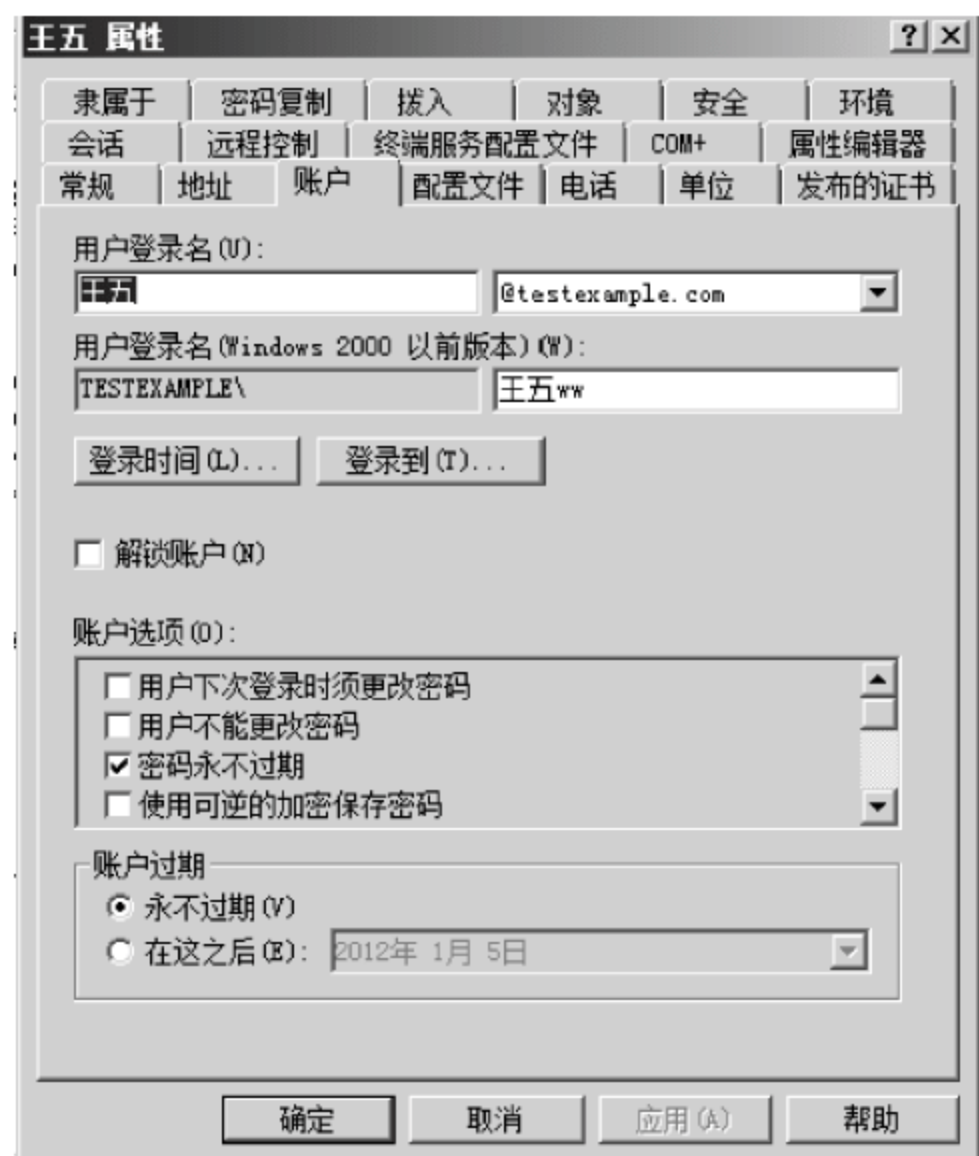 王五 属性
隶属于 密码复制 拨入 对象 安全 环境
会话 远程控制 终端服务配置文件 COM+ 属性编辑器
常规 地址 账户 配置文件 电话 单位 发布的证书
用户登录名(U):
王五 @testexample.com
用户登录名(Windows 2000 以前版本)(W):
TESTEXAMPLE\ 王五ww
登录时间(L)... 登录到(T)...
解锁账户(N)
账户选项(O):
用户下次登录时须更改密码
用户不能更改密码
密码永不过期
使用可逆的加密保存密码
账户过期
永不过期(V)
在这之后(E): 2012年 1月 5日
确定 取消 应用(A) 帮助